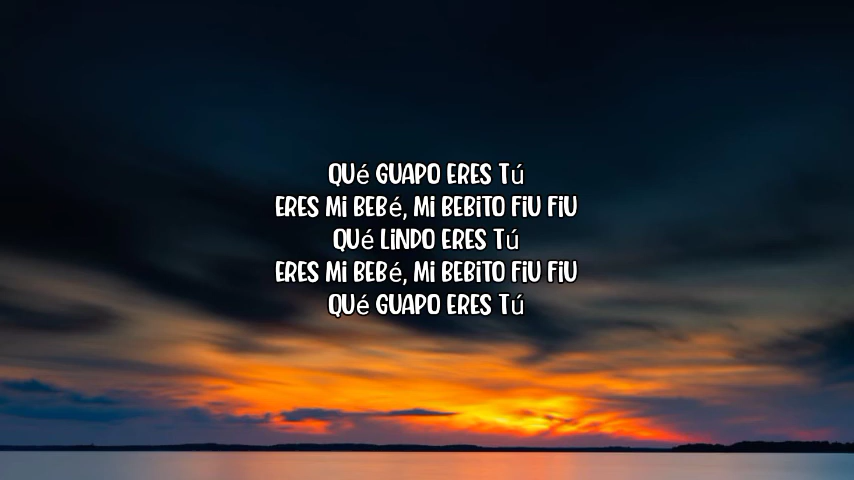 QUé GUAPO ERES Tú
ERES Mi BEBé, Mi BEBiTO FiU FiU
QUé LiNDO ERES Tú
ERES Mi BEBé, Mi BEBiTO FiU FiU
QUé GUAPO ERES Tú